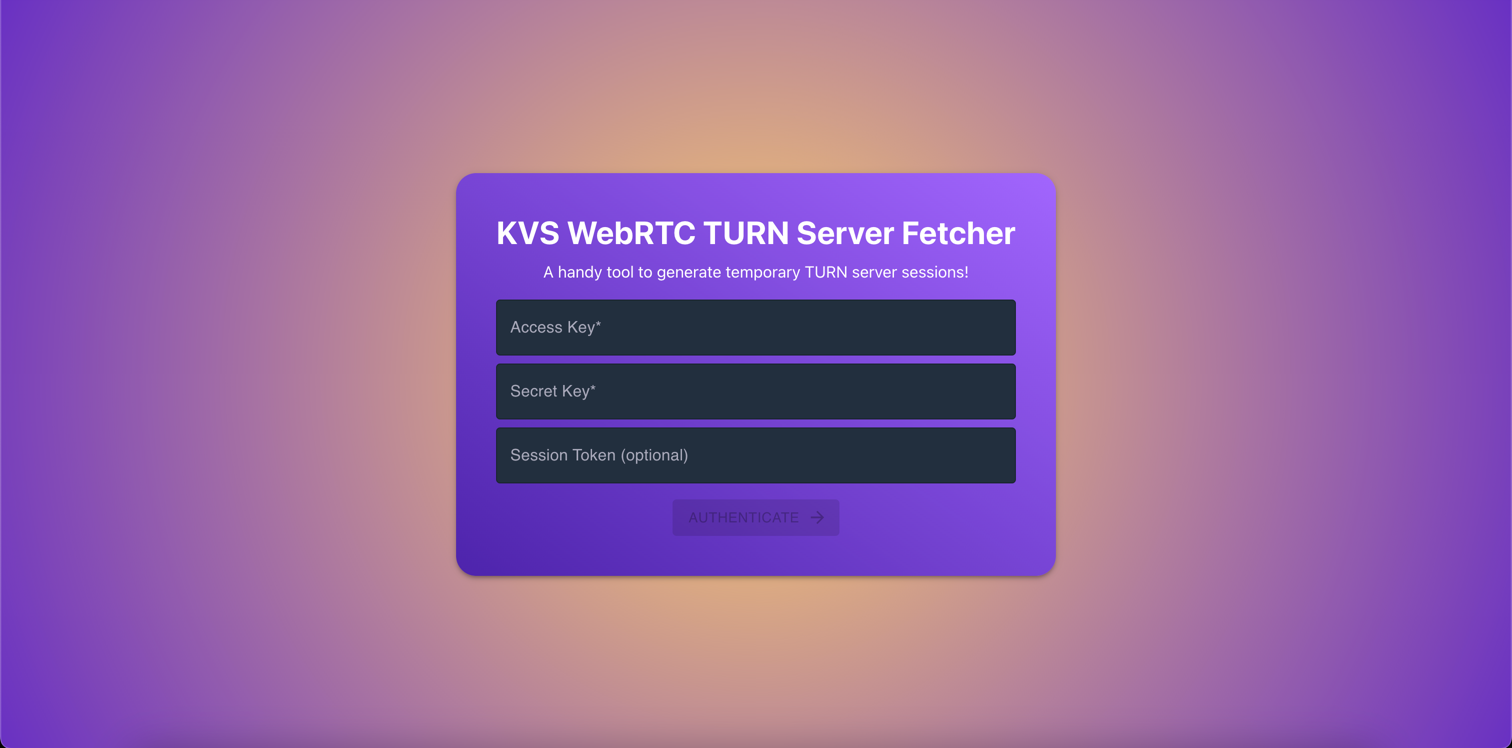 KVS WebRTC TURN Server Fetcher
A handy tool to generate temporary TURN server sessions!
Access Key*
Secret Key*
Session Token (optional)
AUTHENTICATE